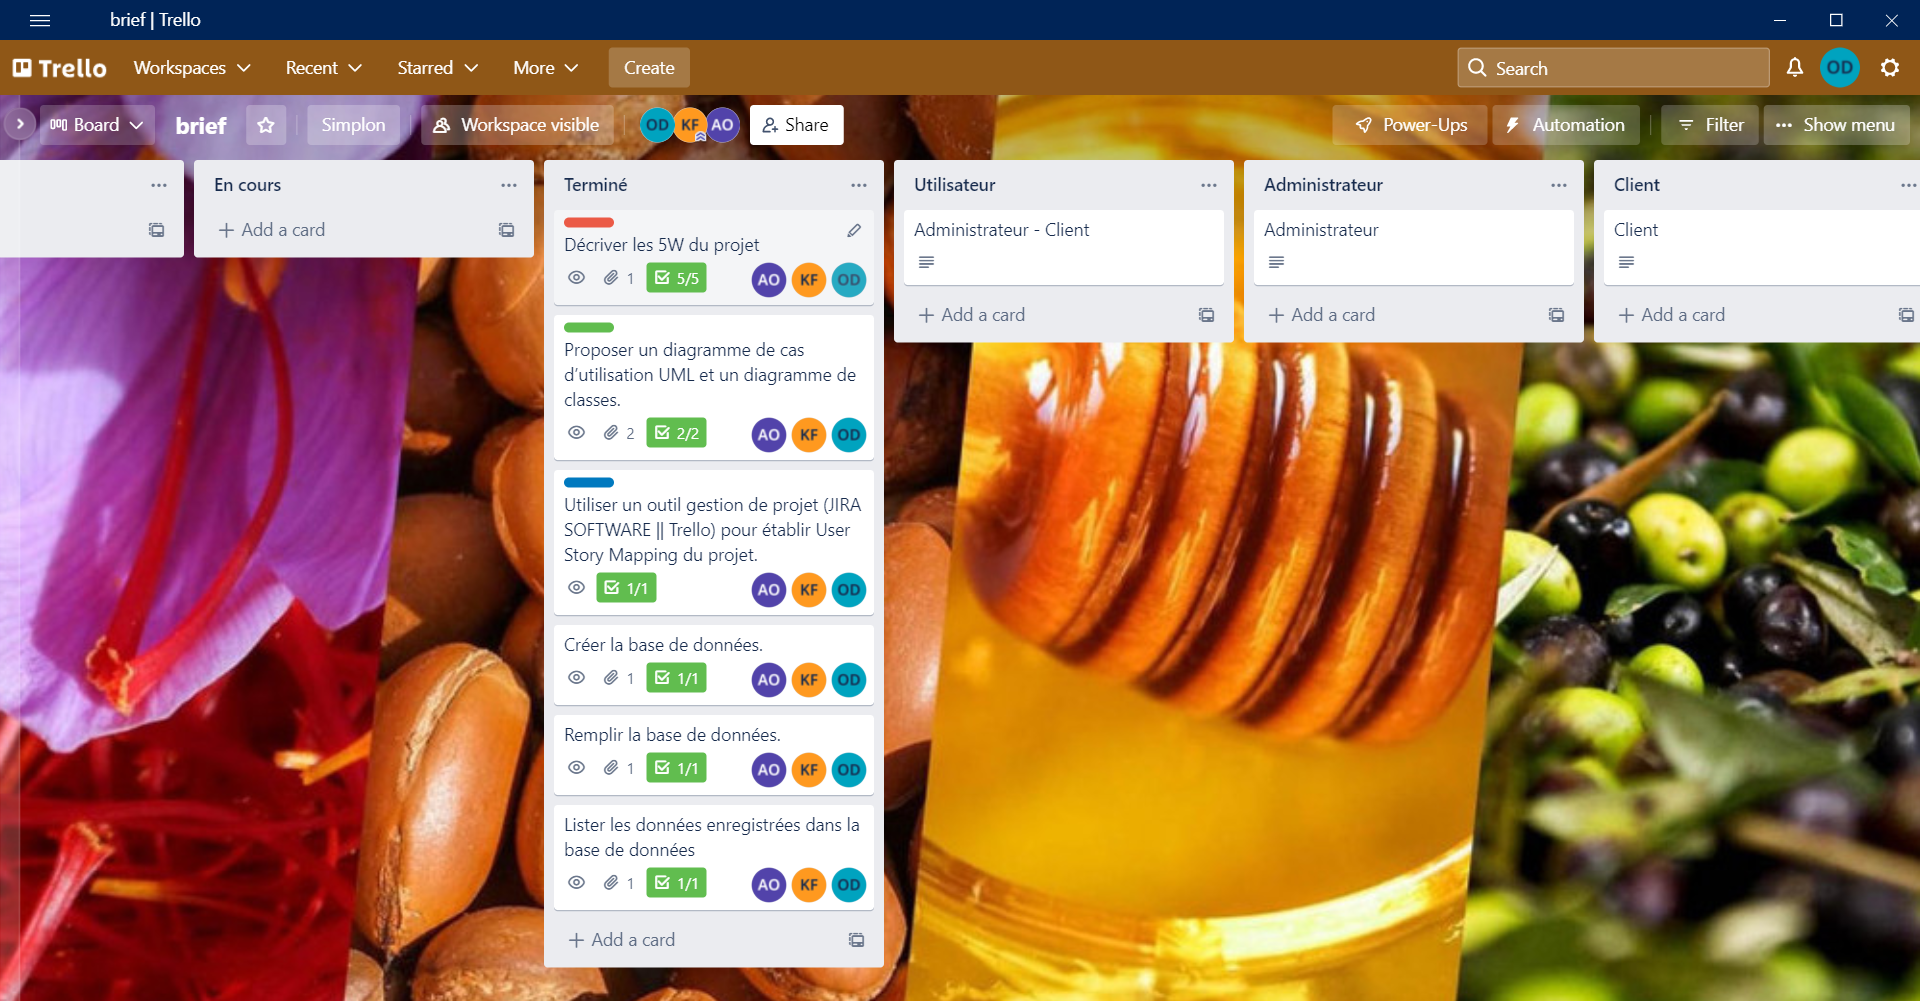 brief | Trello
Trello Workspaces Recent Starred More Create Search OD
Board brief Simplon Workspace visible OD KF AO Share Power-Ups Automation Filter Show menu
En cours
Add a card
Terminé
Décriver les 5W du projet
1 5/5 AO KF OD
Proposer un diagramme de cas
d’utilisation UML et un diagramme de
classes.
2 2/2 AO KF OD
Utiliser un outil gestion de projet (JIRA
SOFTWARE || Trello) pour établir User
Story Mapping du projet.
1/1 AO KF OD
Créer la base de données.
1 1/1 AO KF OD
Remplir la base de données.
1 1/1 AO KF OD
Lister les données enregistrées dans la
base de données
1 1/1 AO KF OD
Add a card
Utilisateur
Administrateur - Client
Add a card
Administrateur
Administrateur
Add a card
Client
Client
Add a card